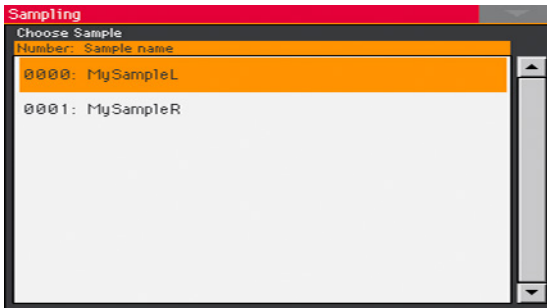 Sampling
Choose Sample
Number: Sample name
0000: MySampleL
0001: MySampleR